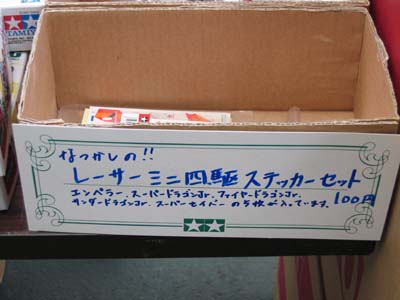 TAMIYA
なつかしの!!
レーサーミニ四駆ステッカーセット
エンペラー、スーパードラゴンJr、ファイヤードラゴンJr
サンダードラゴンJr、スーパーセイバーの5枚が入っています。100円